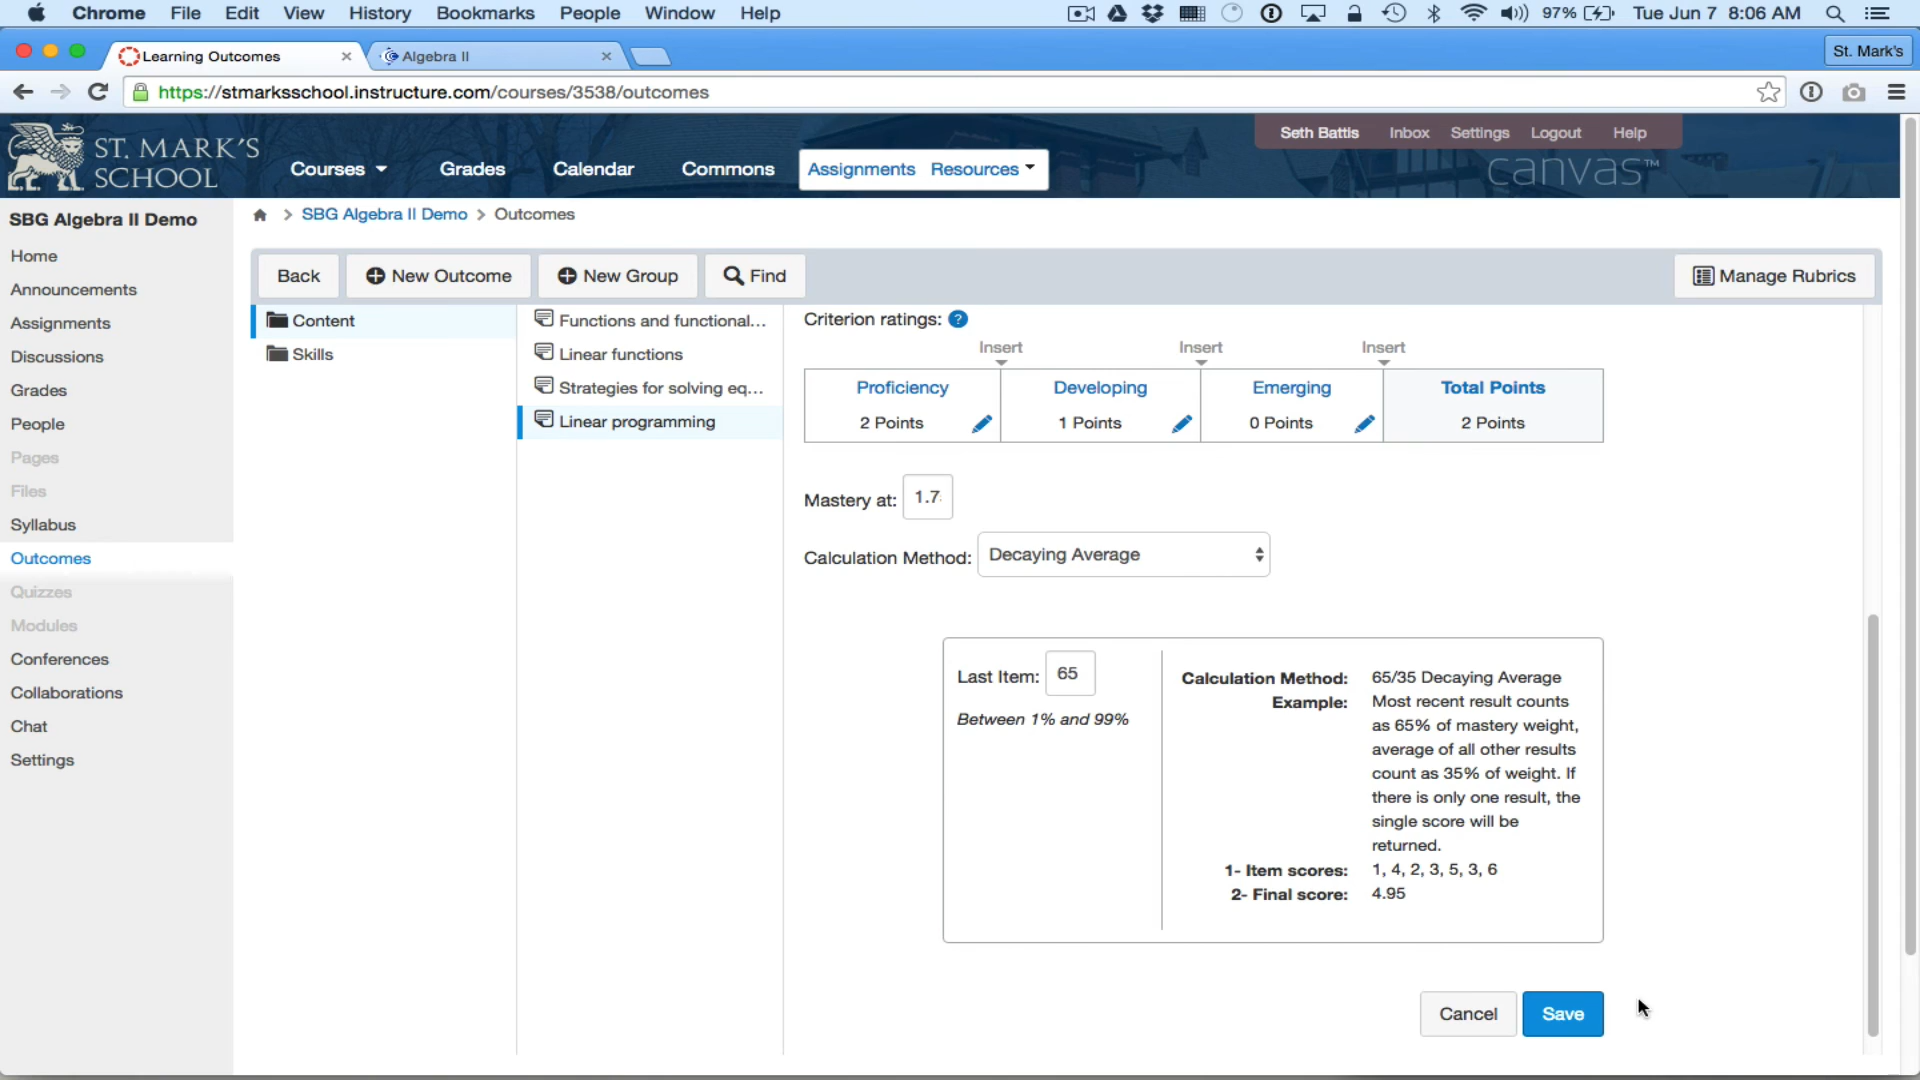 Chrome File Edit View History Bookmarks People Window Help 97% Tue Jun 7 8:06 AM
Learning Outcomes
Algebra II
St. Mark's
https://stmarksschool.instructure.com/courses/3538/outcomes
ST. MARK'S
SCHOOL
Courses Grades Calendar Commons Assignments Resources
Seth Battis Inbox Settings Logout Help
canvas™
SBG Algebra II Demo
Home
Announcements
Assignments
Discussions
Grades
People
Pages
Files
Syllabus
Outcomes
Quizzes
Modules
Conferences
Collaborations
Chat
Settings
> SBG Algebra II Demo > Outcomes
Back New Outcome New Group Find Manage Rubrics
Content
Skills
Functions and functional...
Linear functions
Strategies for solving eq...
Linear programming
Criterion ratings: ?
Insert Insert Insert
Proficiency Developing Emerging Total Points
2 Points 1 Points 0 Points 2 Points
Mastery at: 1.7
Calculation Method: Decaying Average
Last Item: 65
Between 1% and 99%
Calculation Method: 65/35 Decaying Average
Example: Most recent result counts
as 65% of mastery weight,
average of all other results
count as 35% of weight. If
there is only one result, the
single score will be
returned.
1- Item scores: 1, 4, 2, 3, 5, 3, 6
2- Final score: 4.95
Cancel Save